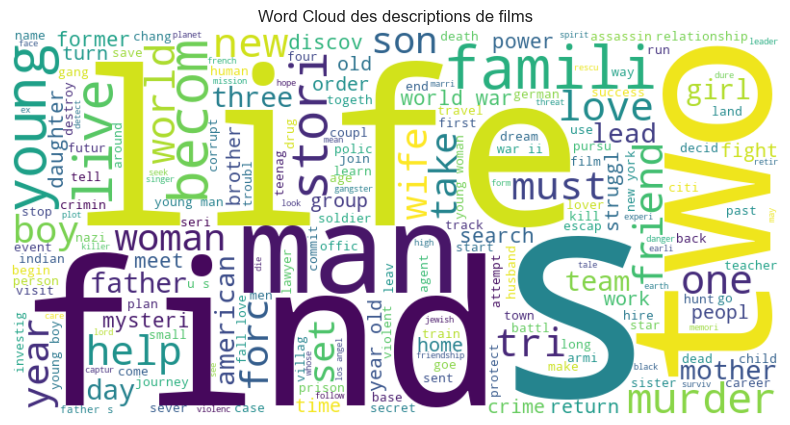 Word Cloud des descriptions de films
name
face
former
chang
planet
new
discov
son
power
death
spirit
assassin
relationship
leader
young
becom
world
turn
save
french
four
old
famili
run
dure
gang
human
mission
hope
marri
end
way
rescu
success
threat
girl
live
life
three
order
togeth
world war
german
love
land
two
daughter
destroy
ex
detect
futur
around
seek
singer
corrupt
drug
mean
coupl
travel
first
use
stori
polic
wife
take
dream
war ii
pursu
lead
decid
fight
retir
tell
crimin
brother
troubl
teenag
gangster
join
learn
age
young woman
film
lover
struggl
new york
citi
stop
plot
young man
look
group
must
kill
form
experi
boy
seri
soldier
escap
friend
past
event
nazi
killer
woman
man
commit
offic
track
search
danger
back
earli
camp
indian
die
lawyer
high
start
tale
one
teacher
begin
father
meet
u s
leav
agent
husband
team
earth
person
care
american
men
attempt
work
hunt
go
visit
lord
plan
find
s
town
hire
peopl
year
mysteri
forc
set
jewish
home
tri
star
memori
investig
small
villag
whose
train
battl
long
dead
child
help
los angel
friendship
violent
goe
protect
make
armi
black
mother
young boy
captur
come
see
year old
sister
surviv
career
day
journey
prison
follow
base
sent
crime
return
murder
father s
sever
violenc
case
time
secret